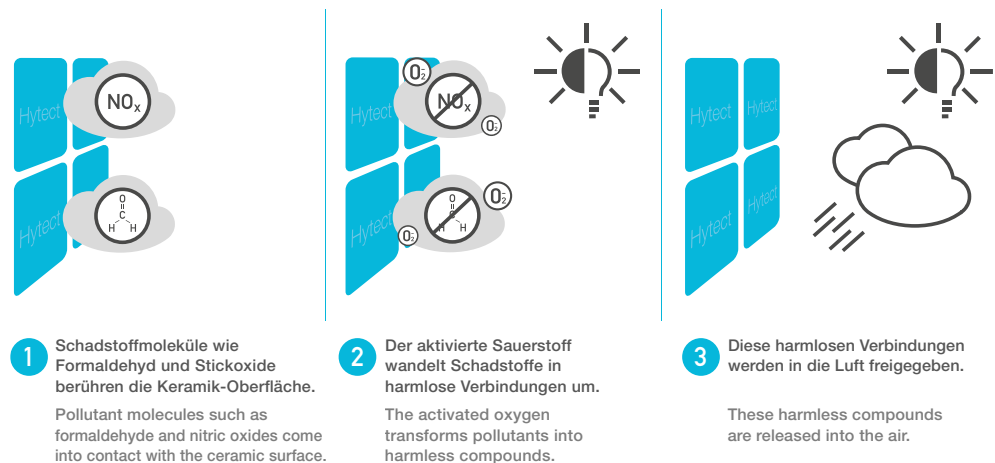 Hytect
Hytect
NOx
O
C
H H
Hytect
Hytect
O₂⁻
NOx
O₂⁻
O₂⁻
O
C
H H
O₂⁻
Hytect
Hytect
Hytect
Hytect
1
Schadstoffmoleküle wie
Formaldehyd und Stickoxide
berühren die Keramik-Oberfläche.
Pollutant molecules such as
formaldehyde and nitric oxides come
into contact with the ceramic surface.
2
Der aktivierte Sauerstoff
wandelt Schadstoffe in
harmlose Verbindungen um.
The activated oxygen
transforms pollutants into
harmless compounds.
3
Diese harmlosen Verbindungen
werden in die Luft freigegeben.
These harmless compounds
are released into the air.